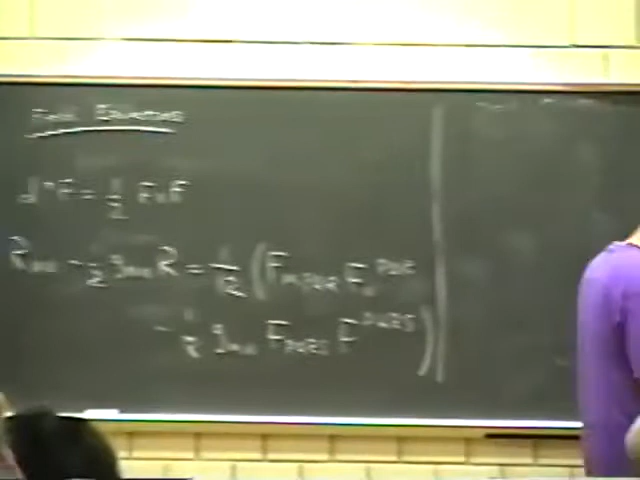 Field Equations
d*F = 1/2 F∧F
R_{MN} - 1/2 g_{MN} R = 1/12 (F_{MPQR} F_N^{PQR}
- 1/8 g_{MN} F_{PQRS} F^{PQRS})